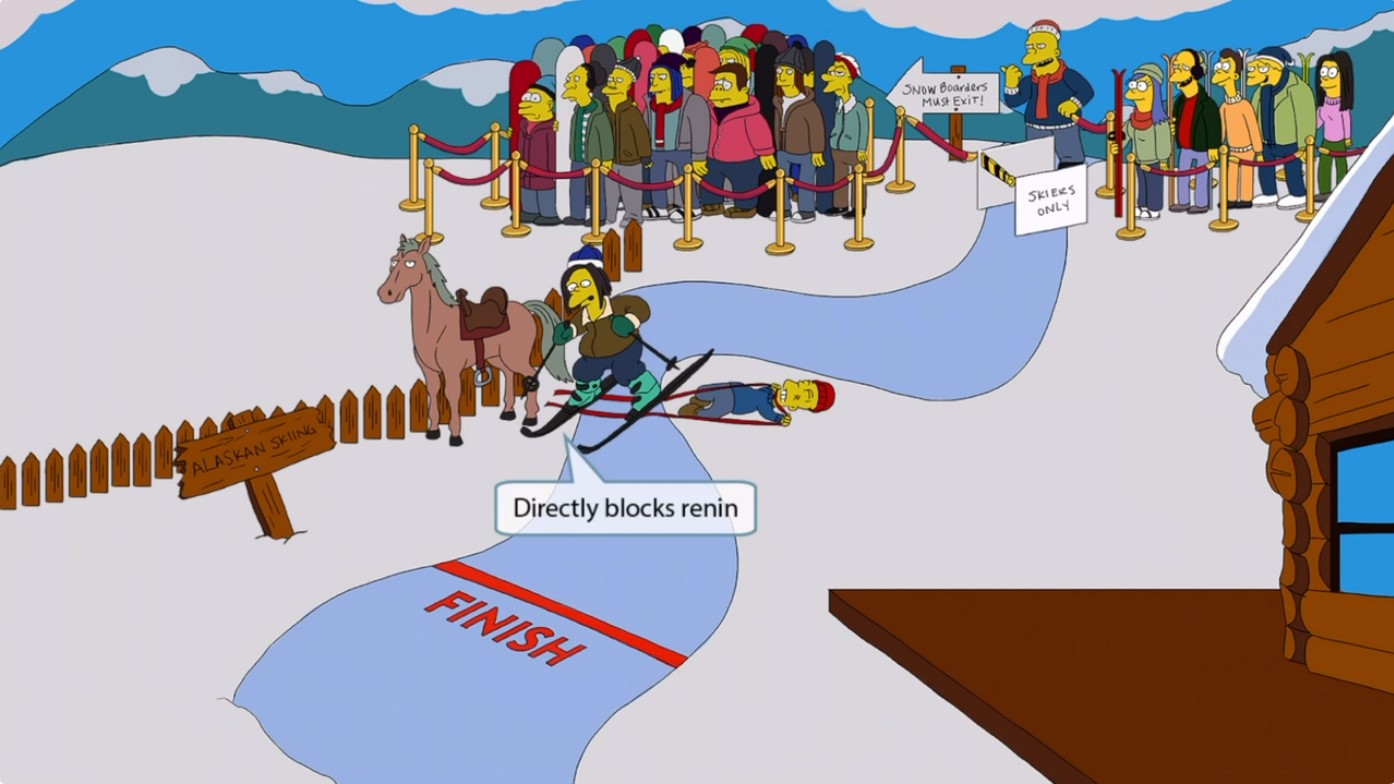 SNOW BOARDERS
MUST EXIT!
SKIERS
ONLY
ALASKAN SKIING
Directly blocks renin
FINISH